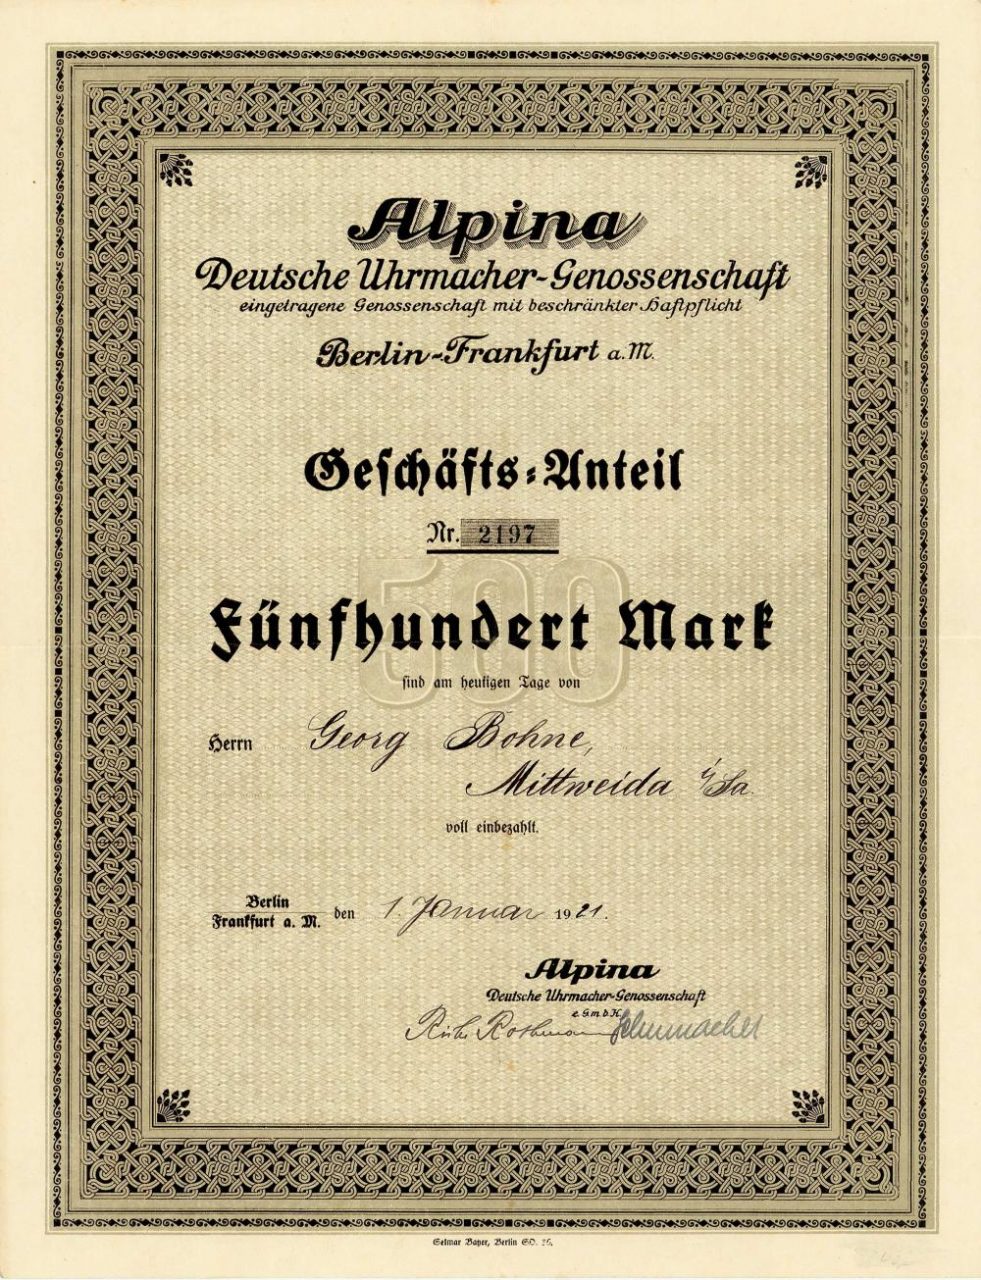 Alpina
Deutsche Uhrmacher-Genossenschaft
eingetragene Genossenschaft mit beschränkter Haftpflicht
Berlin-Frankfurt a.M.
Geschäfts-Anteil
Nr. 2197
500
Fünfhundert Mark
sind am heutigen Tage von
Herrn Georg Bohne,
Mittweida i/Sa.
voll einbezahlt.
Berlin
Frankfurt a. M. den 1. Januar 1921.
Alpina
Deutsche Uhrmacher-Genossenschaft
e.G.m.b.H.
Rothmann Schumacher
Selmar Bayer, Berlin SO.